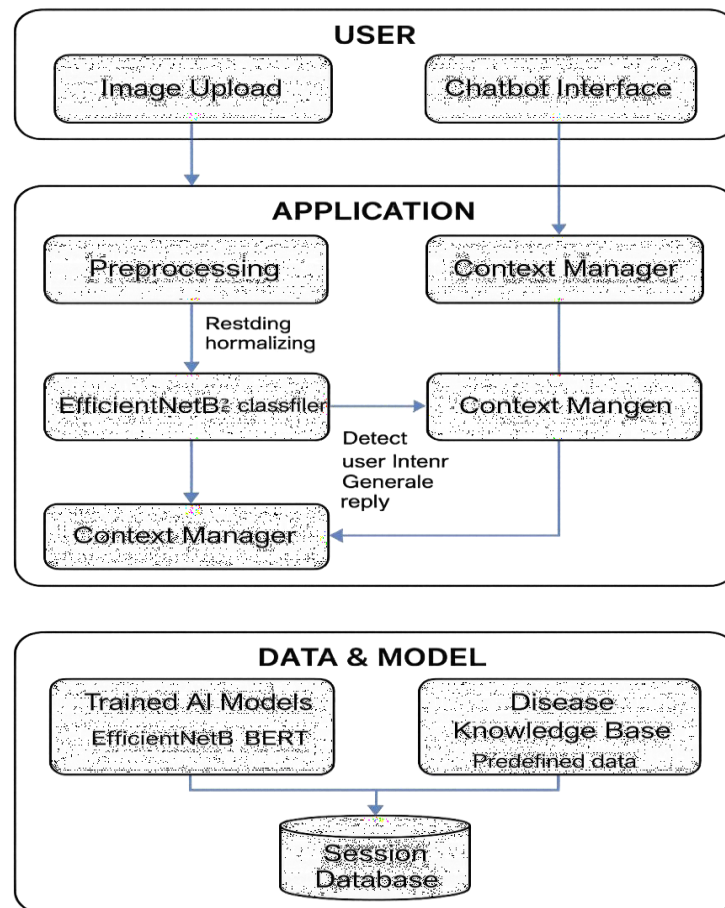 USER
Image Upload
Chatbot Interface
APPLICATION
Preprocessing
Context Manager
Restding
hormalizing
EfficientNetB2 classfiler
Context Mangen
Detect
user Intenr
Generale
reply
Context Manager
DATA & MODEL
Trained AI Models
EfficientNetB BERT
Disease
Knowledge Base
Predefined data
Session
Database